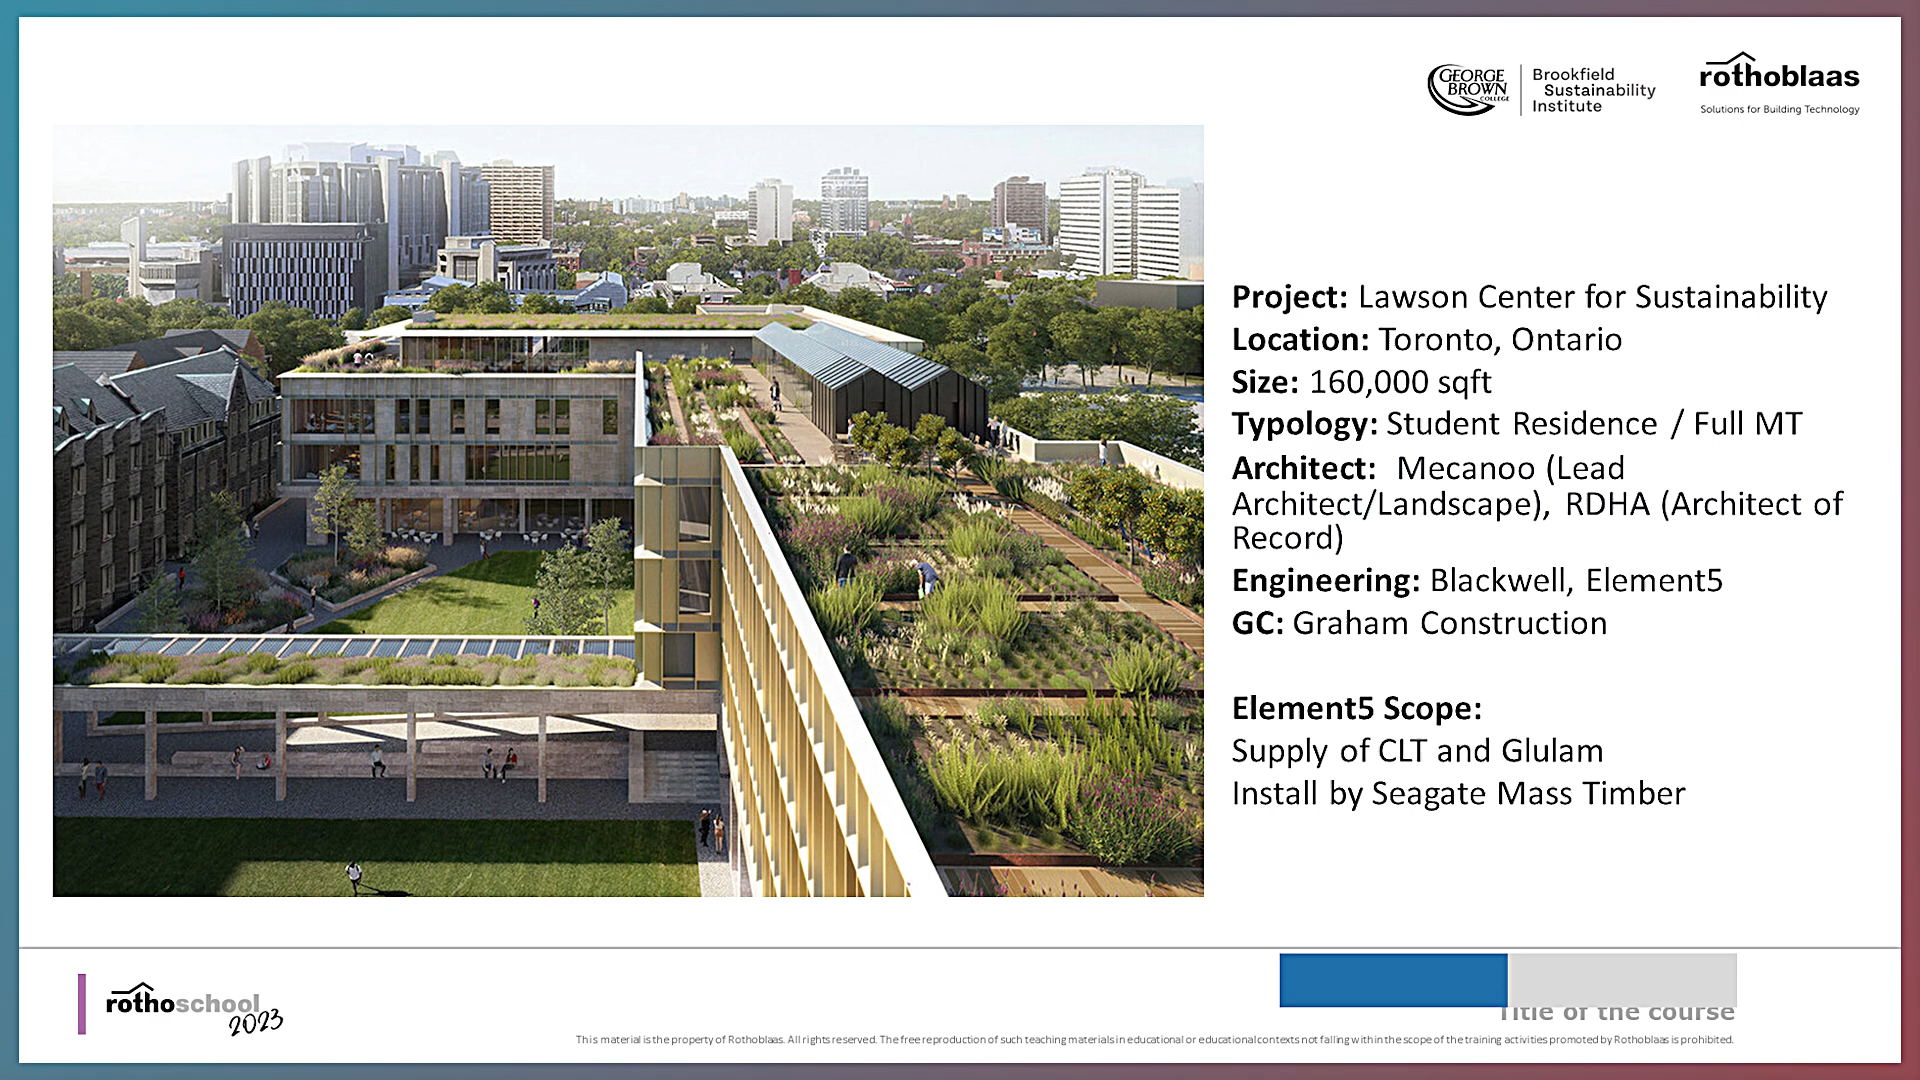 GEORGE
BROWN
COLLEGE
Brookfield
Sustainability
Institute
rothoblaas
Solutions for Building Technology
Project: Lawson Center for Sustainability
Location: Toronto, Ontario
Size: 160,000 sqft
Typology: Student Residence / Full MT
Architect: Mecanoo (Lead
Architect/Landscape), RDHA (Architect of
Record)
Engineering: Blackwell, Element5
GC: Graham Construction
Element5 Scope:
Supply of CLT and Glulam
Install by Seagate Mass Timber
rothoschool
2023
Title of the course
This material is the property of Rothoblaas. All rights reserved. The free reproduction of such teaching materials in educational or educational contexts not falling within the scope of the training activities promoted by Rothoblaas is prohibited.